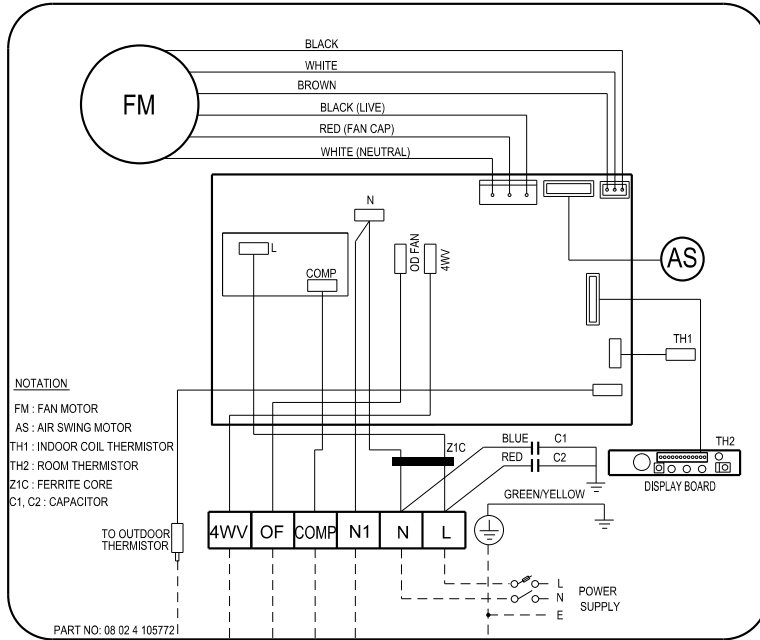 BLACK
WHITE
BROWN
FM
BLACK (LIVE)
RED (FAN CAP)
WHITE (NEUTRAL)
N
L
OD FAN
4WV
COMP
AS
TH1
NOTATION
FM : FAN MOTOR
AS : AIR SWING MOTOR
TH1 : INDOOR COIL THERMISTOR
TH2 : ROOM THERMISTOR
Z1C : FERRITE CORE
C1, C2 : CAPACITOR
Z1C
BLUE C1
RED C2
TH2
DISPLAY BOARD
GREEN/YELLOW
TO OUTDOOR
THERMISTOR
4WV OF COMP N1 N L
L
N
E
POWER
SUPPLY
PART NO: 08 02 4 105772